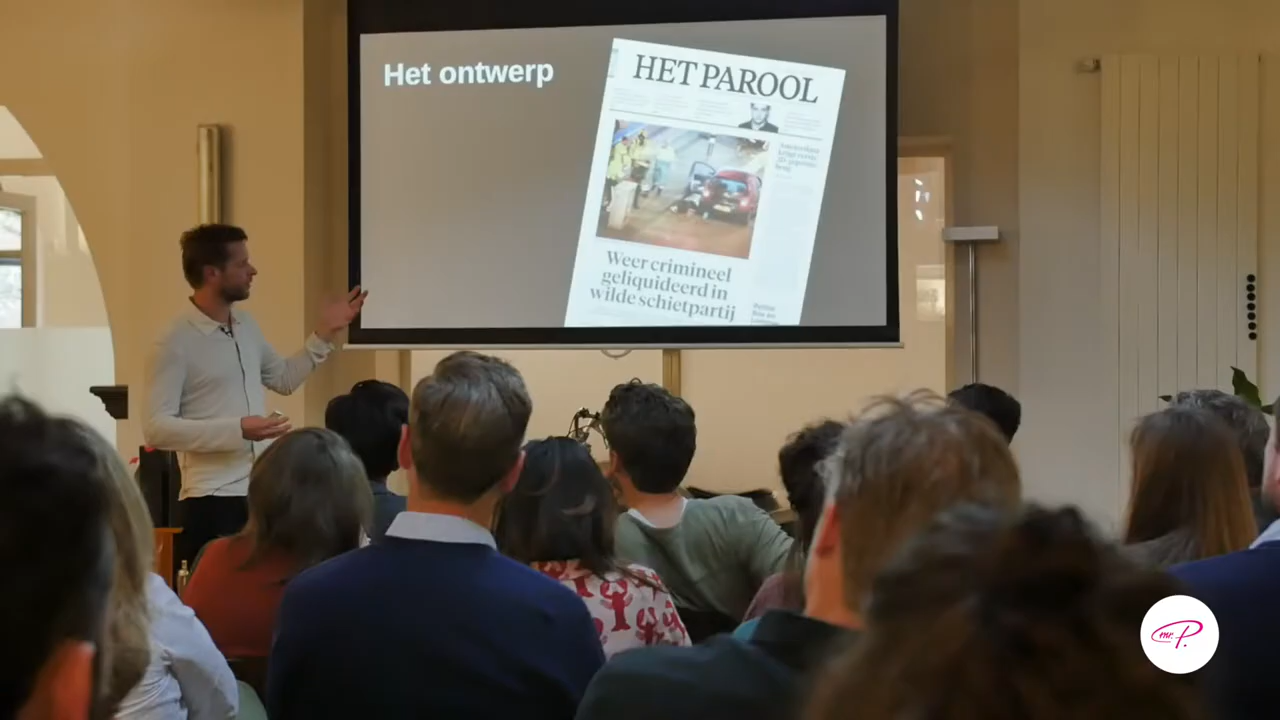 Het ontwerp
HET PAROOL
Weer crimineel
geliquideerd in
wilde schietpartij
mr. P.